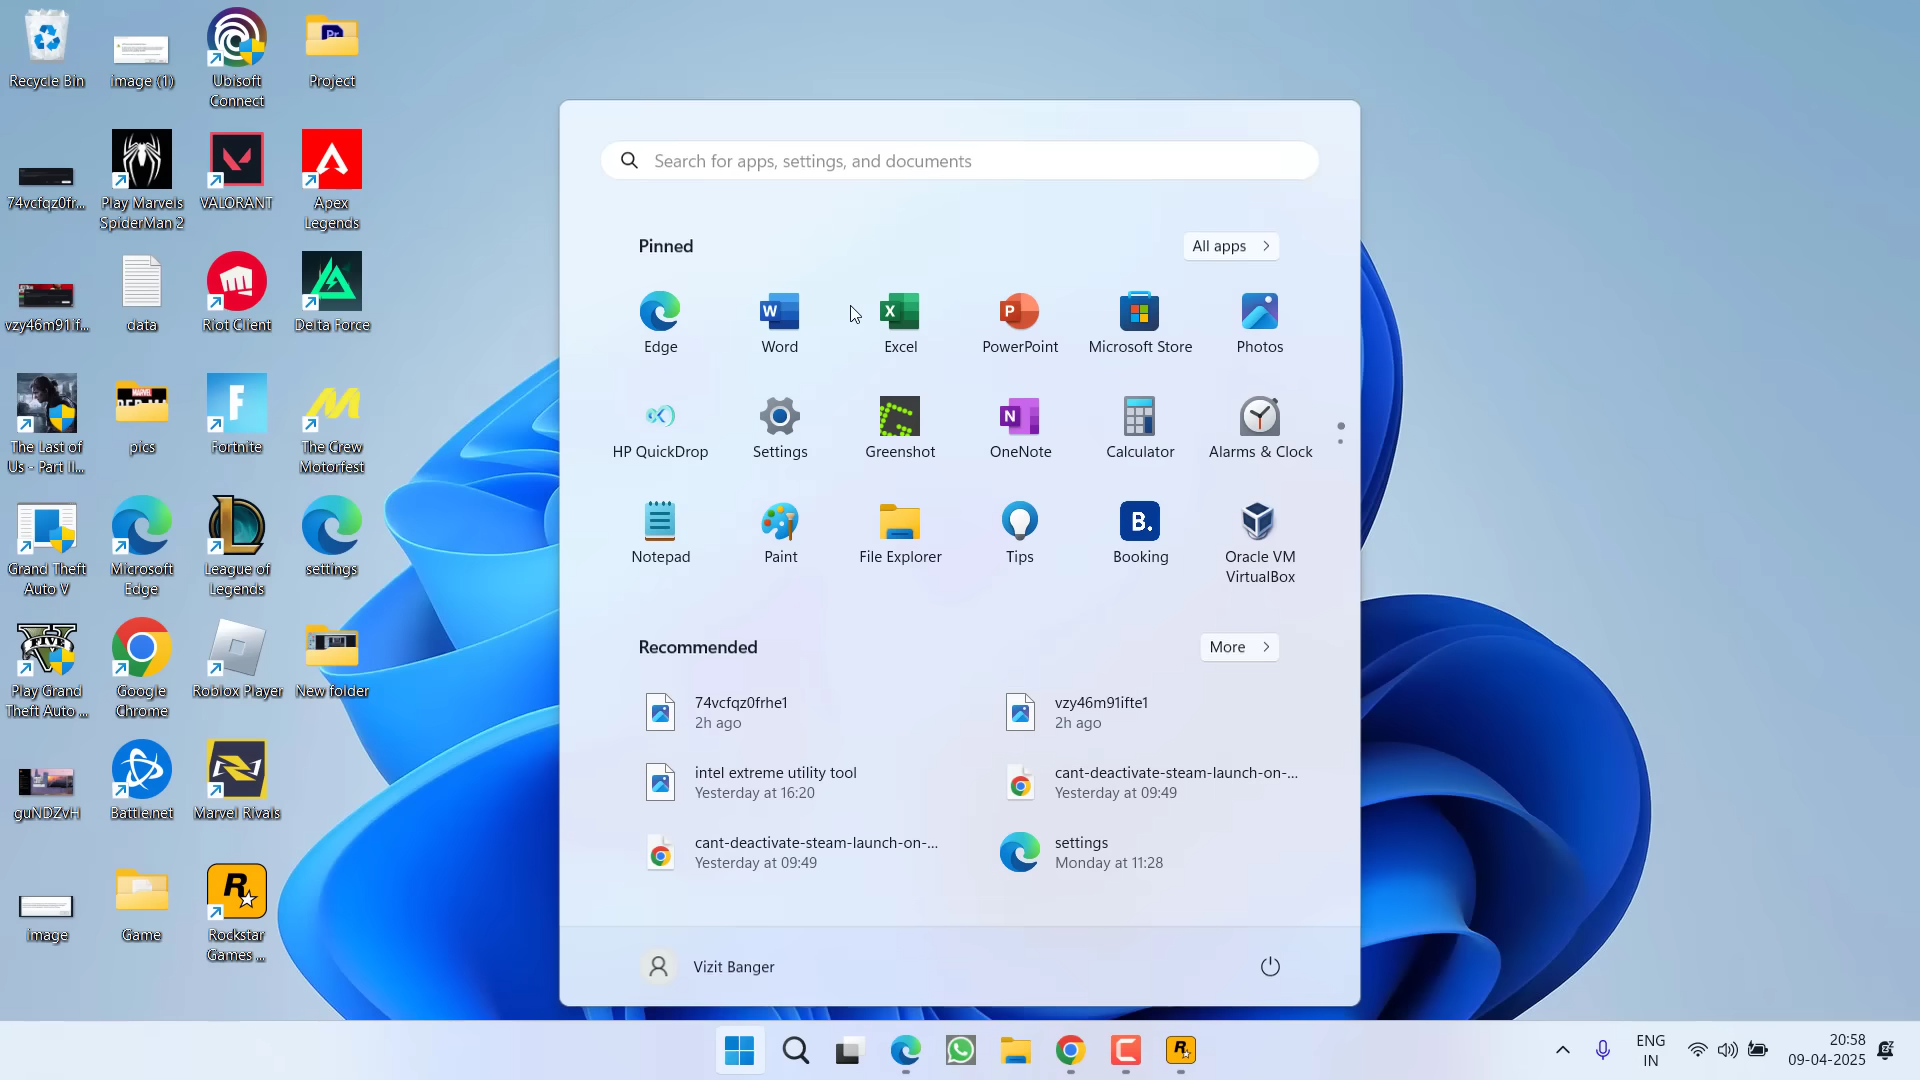 Recycle Bin
image (1)
Ubisoft
Connect
Project
74vcfqz0fr...
Play Marvels
SpiderMan 2
VALORANT
Apex
Legends
vzy46m91if...
data
Riot Client
Delta Force
The Last of
Us - Part II...
pics
Fortnite
The Crew
Motorfest
Grand Theft
Auto V
Microsoft
Edge
League of
Legends
settings
Play Grand
Theft Auto ...
Google
Chrome
Roblox Player
New folder
guNDZvH
Battle.net
Marvel Rivals
image
Game
Rockstar
Games ...
Search for apps, settings, and documents
Pinned
All apps
Edge
Word
Excel
PowerPoint
Microsoft Store
Photos
HP QuickDrop
Settings
Greenshot
OneNote
Calculator
Alarms & Clock
Notepad
Paint
File Explorer
Tips
Booking
Oracle VM
VirtualBox
Recommended
More
74vcfqz0frhe1
2h ago
vzy46m91ifte1
2h ago
intel extreme utility tool
Yesterday at 16:20
cant-deactivate-steam-launch-on-...
Yesterday at 09:49
cant-deactivate-steam-launch-on-...
Yesterday at 09:49
settings
Monday at 11:28
Vizit Banger
ENG
IN
20:58
09-04-2025